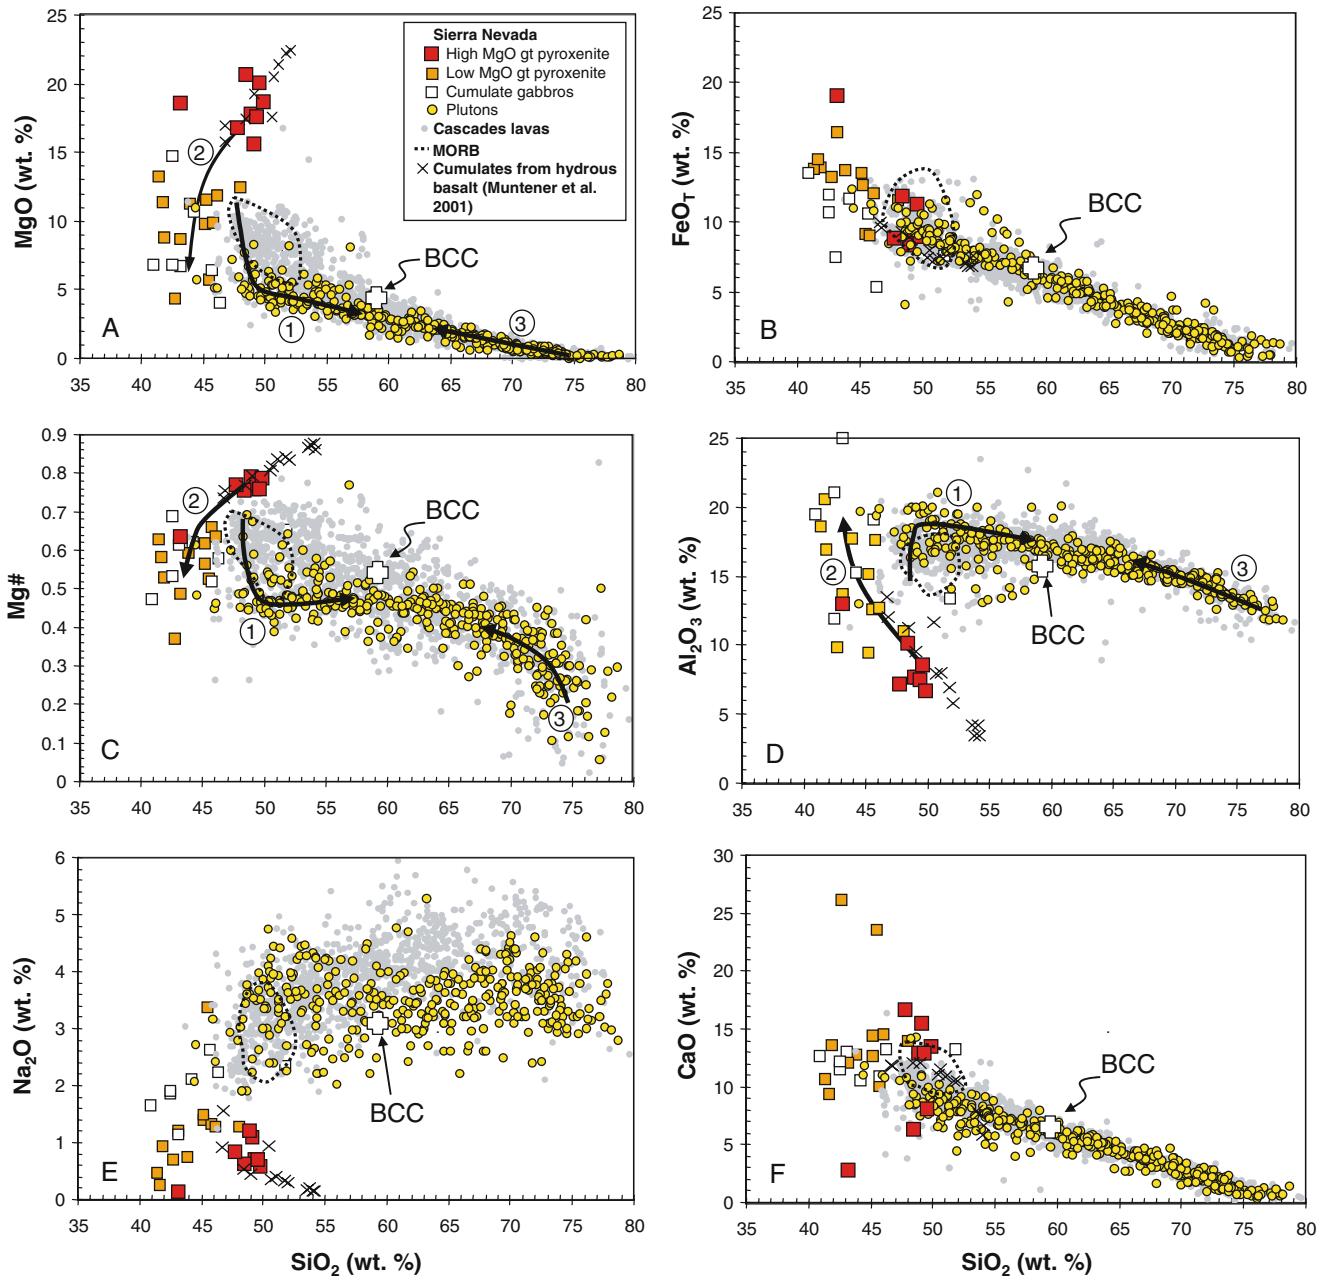 25
20
15
10
5
0
MgO (wt. %)
Sierra Nevada
High MgO gt pyroxenite
Low MgO gt pyroxenite
Cumulate gabbros
Plutons
Cascades lavas
MORB
Cumulates from hydrous
basalt (Muntener et al.
2001)
2
BCC
1
3
A
35 40 45 50 55 60 65 70 75 80
25
20
15
10
5
0
FeOT (wt. %)
BCC
B
35 40 45 50 55 60 65 70 75 80
0.9
0.8
0.7
0.6
0.5
0.4
0.3
0.2
0.1
0
Mg#
2
BCC
1
3
C
35 40 45 50 55 60 65 70 75 80
25
20
15
10
5
0
Al2O3 (wt. %)
1
2
3
BCC
D
35 40 45 50 55 60 65 70 75 80
6
5
4
3
2
1
0
Na2O (wt. %)
BCC
E
35 40 45 50 55 60 65 70 75 80
SiO2 (wt. %)
30
25
20
15
10
5
0
CaO (wt. %)
BCC
F
35 40 45 50 55 60 65 70 75 80
SiO2 (wt. %)